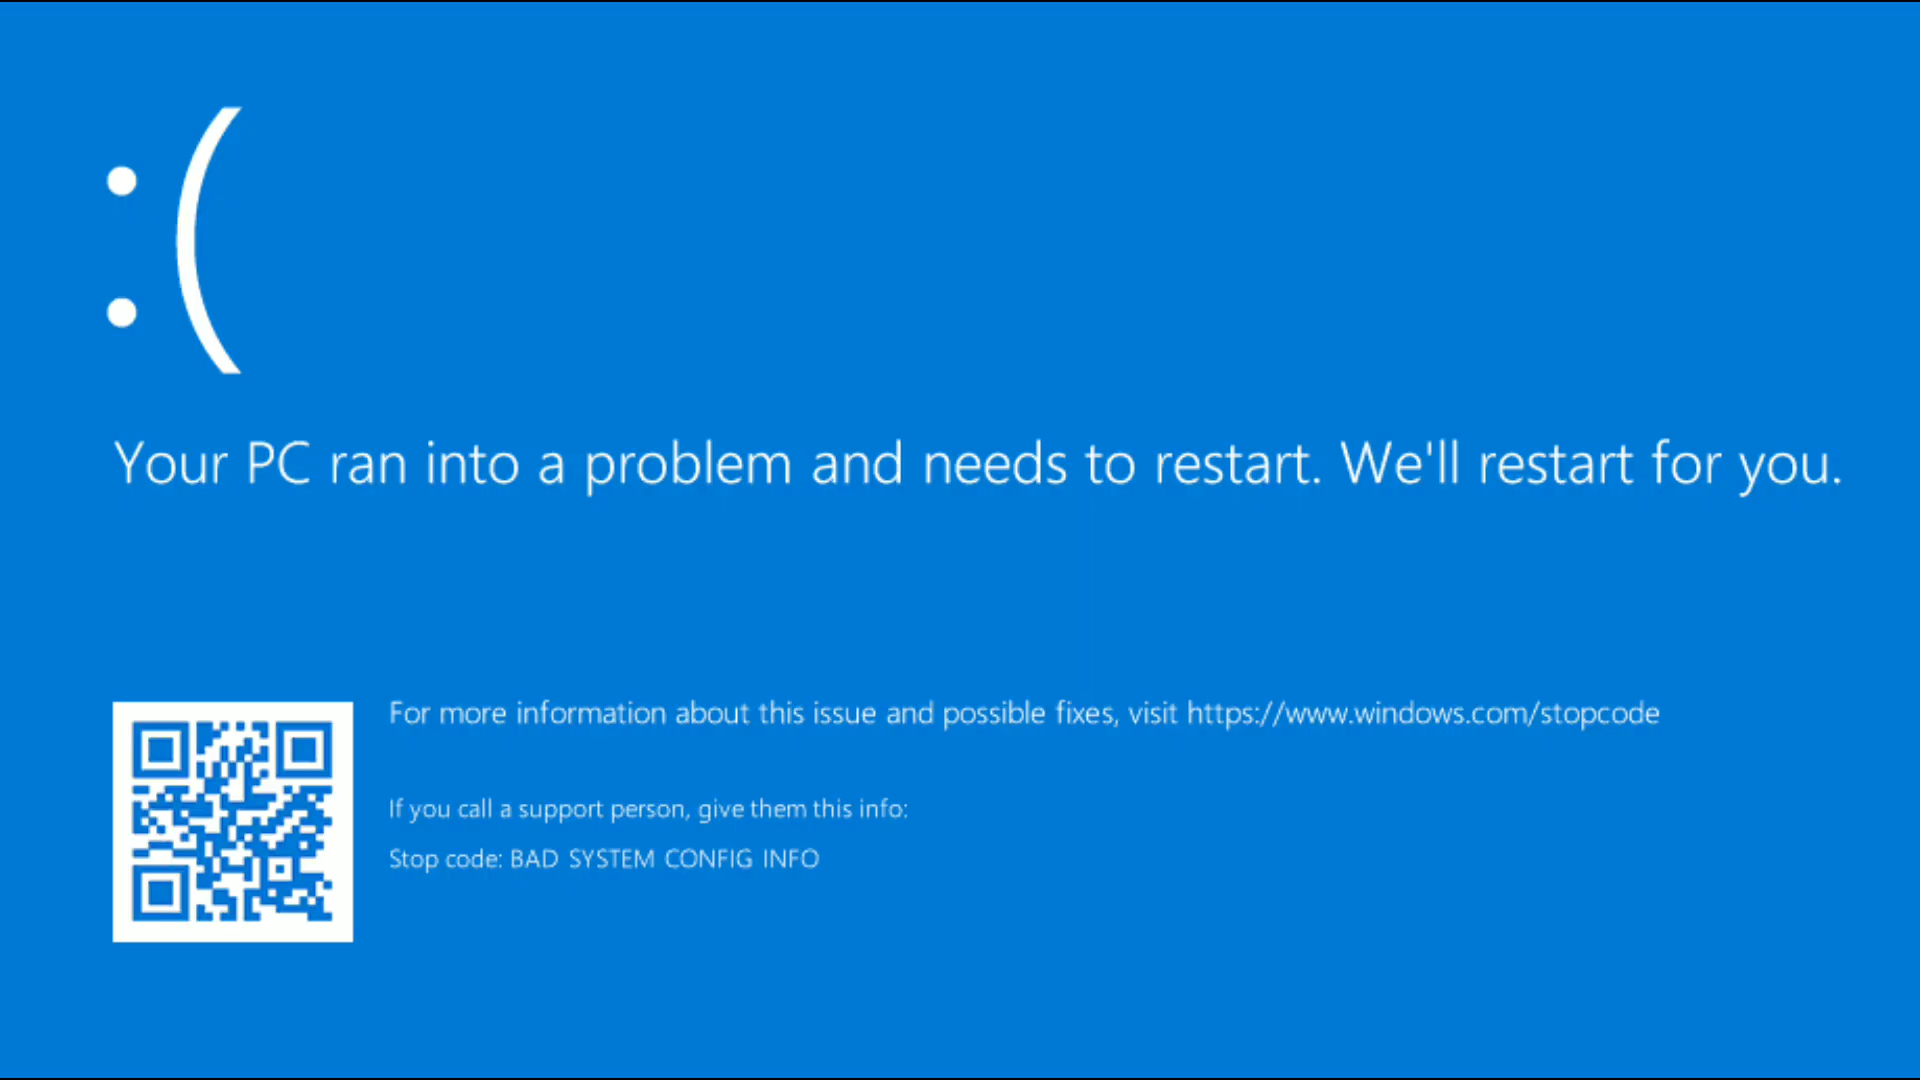 :(
Your PC ran into a problem and needs to restart. We'll restart for you.
For more information about this issue and possible fixes, visit https://www.windows.com/stopcode
If you call a support person, give them this info:
Stop code: BAD SYSTEM CONFIG INFO